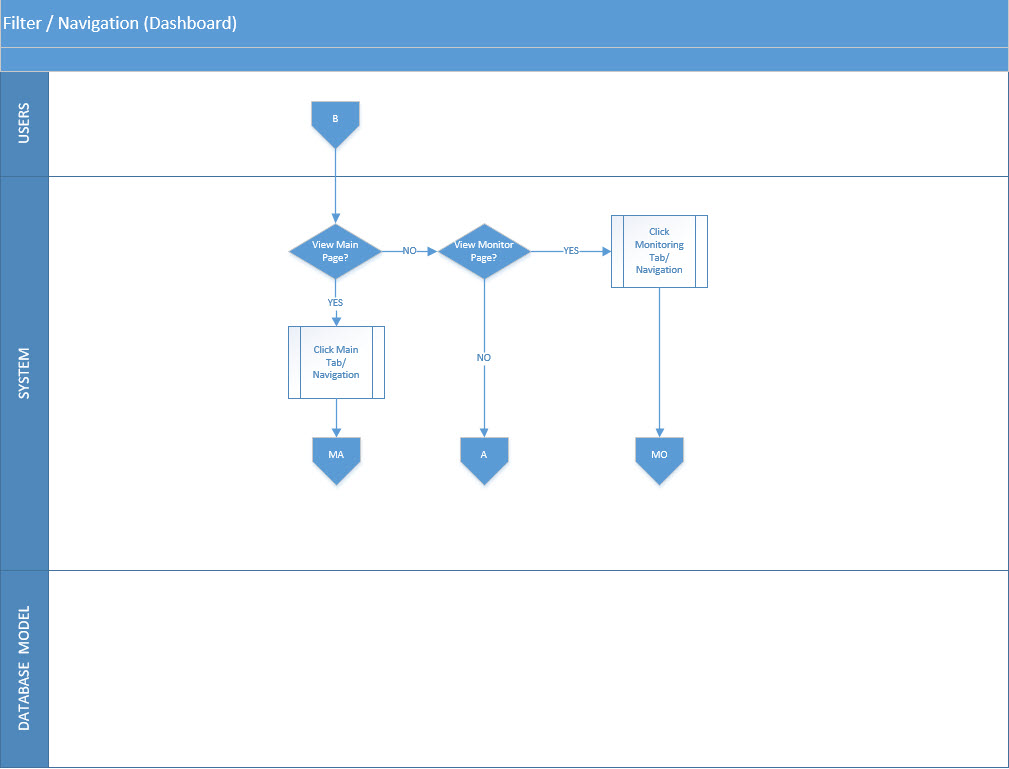 Filter / Navigation (Dashboard)
USERS
B
SYSTEM
View Main
Page?
NO
View Monitor
Page?
YES
Click
Monitoring
Tab/
Navigation
YES
Click Main
Tab/
Navigation
NO
MA
A
MO
DATABASE MODEL